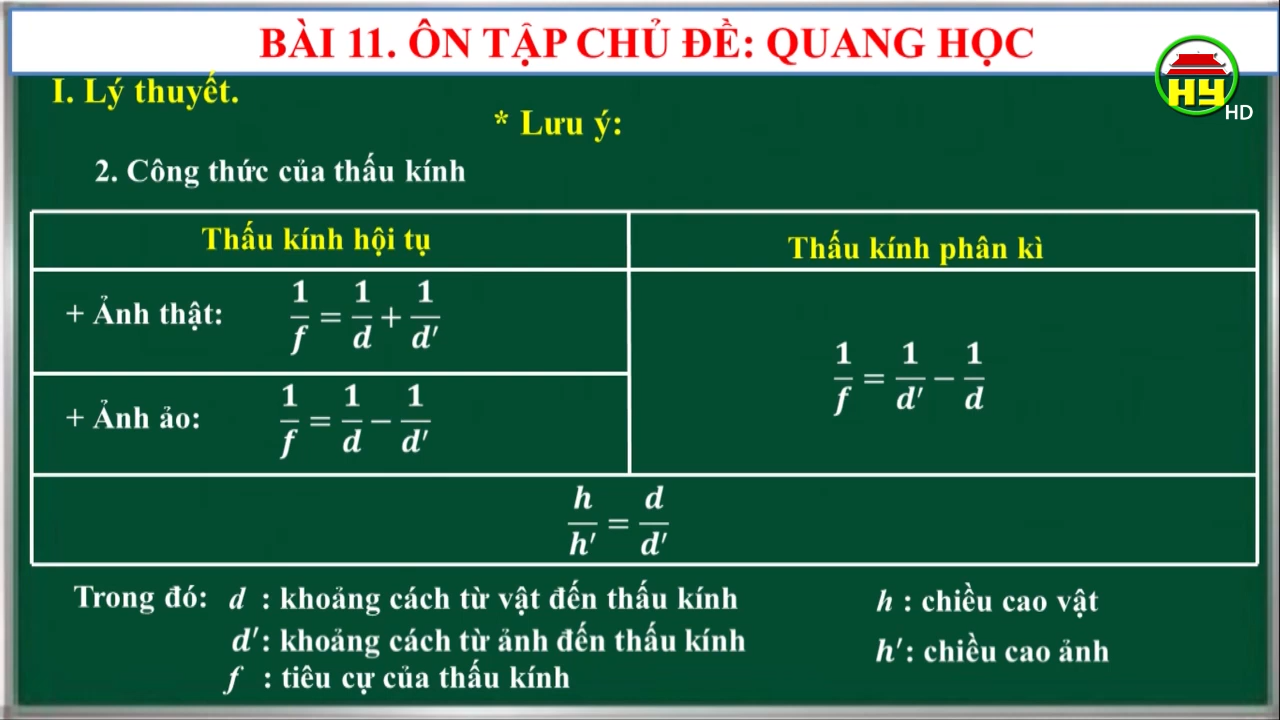 BÀI 11. ÔN TẬP CHỦ ĐỀ: QUANG HỌC
HY HD
I. Lý thuyết.
* Lưu ý:
2. Công thức của thấu kính
Thấu kính hội tụ
Thấu kính phân kì
+ Ảnh thật: 1/f = 1/d + 1/d'
+ Ảnh ảo: 1/f = 1/d − 1/d'
1/f = 1/d' − 1/d
h/h' = d/d'
Trong đó: d : khoảng cách từ vật đến thấu kính
d': khoảng cách từ ảnh đến thấu kính
f : tiêu cự của thấu kính
h : chiều cao vật
h': chiều cao ảnh